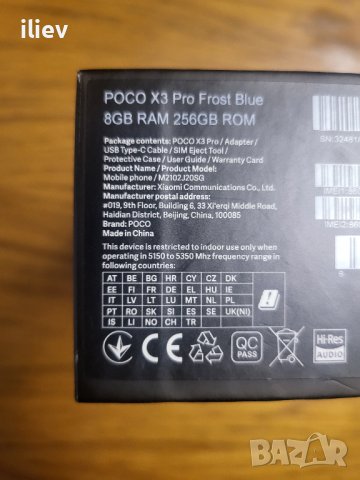 iliev
POCO X3 Pro Frost Blue
8GB RAM 256GB ROM
Package contents: POCO X3 Pro / Adapter /
USB Type-C Cable / SIM Eject Tool /
Protective Case / User Guide / Warranty Card
Product Name / Product Model:
Mobile phone / M2102J20SG
Manufacturer: Xiaomi Communications Co., Ltd.
Manufacturer postal address:
#019, 9th Floor, Building 6, 33 Xi'erqi Middle Road,
Haidian District, Beijing, China, 100085
Brand: POCO
Made in China
This device is restricted to indoor use only when
operating in 5150 to 5350 MHz frequency range in
following countries:
AT BE BG HR CY CZ DK
EE FI FR DE EL HU IE
IT LV LT LU MT NL PL
PT RO SK SI ES SE UK(NI)
IS LI NO CH TR
CE
QC
PASS
Hi-Res
AUDIO
BAZAR
bg